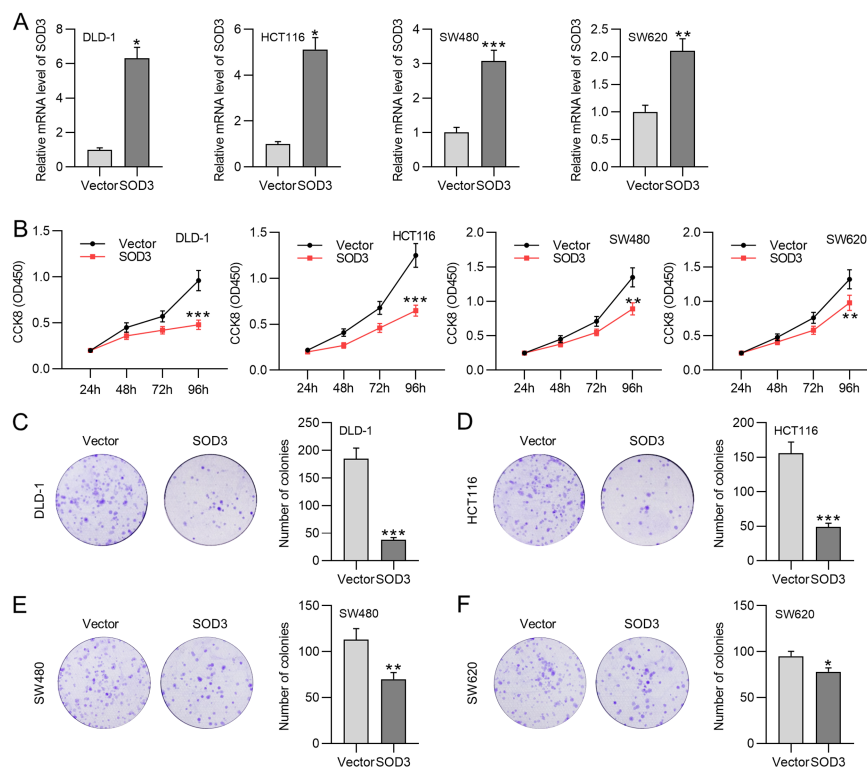 A
Relative mRNA level of SOD3
8
6
4
2
0
DLD-1
*
Vector SOD3
Relative mRNA level of SOD3
6
4
2
0
HCT116
*
Vector SOD3
Relative mRNA level of SOD3
4
3
2
1
0
SW480
***
Vector SOD3
Relative mRNA level of SOD3
2.5
2.0
1.5
1.0
0.5
0.0
SW620
**
Vector SOD3
B
CCK8 (OD450)
1.5
1.0
0.5
0.0
Vector
SOD3
DLD-1
***
24h 48h 72h 96h
CCK8 (OD450)
1.5
1.0
0.5
0.0
Vector
SOD3
HCT116
***
24h 48h 72h 96h
CCK8 (OD450)
2.0
1.5
1.0
0.5
0.0
Vector
SOD3
SW480
**
24h 48h 72h 96h
CCK8 (OD450)
2.0
1.5
1.0
0.5
0.0
Vector
SOD3
SW620
**
24h 48h 72h 96h
C
Vector SOD3
DLD-1
Number of colonies
250
200
150
100
50
0
DLD-1
***
Vector SOD3
D
Vector SOD3
HCT116
Number of colonies
200
150
100
50
0
HCT116
***
Vector SOD3
E
Vector SOD3
SW480
Number of colonies
150
100
50
0
SW480
**
Vector SOD3
F
Vector SOD3
SW620
Number of colonies
150
100
50
0
SW620
*
Vector SOD3